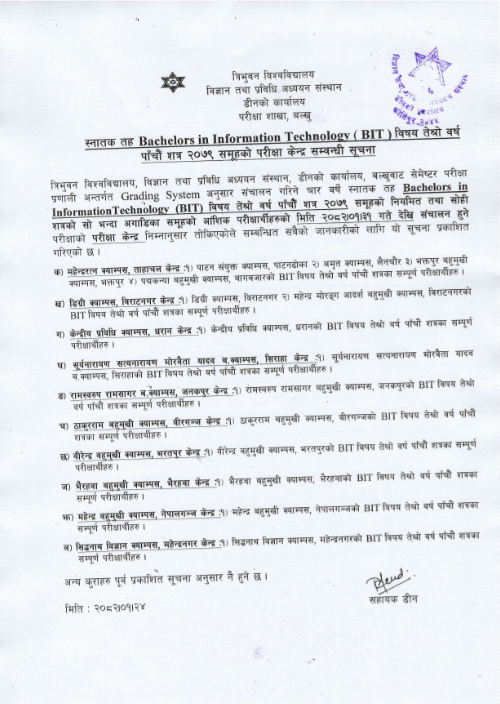 त्रिभुवन विश्वविद्यालय
विज्ञान तथा प्रविधि अध्ययन संस्थान
डीनको कार्यालय
परीक्षा शाखा, बल्खु
स्नातक तह Bachelors in Information Technology ( BIT ) विषय तेश्रो वर्ष
पाँचौं शत्र २०७९ समूहको परीक्षा केन्द्र सम्वन्धी सूचना
त्रिभुवन विश्वविद्यालय, विज्ञान तथा प्रविधि अध्ययन संस्थान, डीनको कार्यालय, बल्खुवाट सेमेष्टर परीक्षा
प्रणाली अन्तर्गत Grading System अनुसार संचालन गरिने चार वर्षे स्नातक तह Bachelors in
InformationTechnology (BIT) विषय तेश्रो वर्ष पाँचौं शत्र २०७९ समूहको नियमित तथा सोही
शत्रको सो भन्दा अगाडिका समूहको आंशिक परीक्षार्थीहरुको मिति २०८२।०१।३१ गते देखि संचालन हुने
परीक्षाको परीक्षा केन्द्र निम्नानुसार तोकिएकोले सम्बन्धित सवैको जानकारीको लागि यो सूचना प्रकाशित
गरिएको छ ।
क) महेन्द्ररत्न क्याम्पस, ताहाचल केन्द्र :१) पाटन संयुक्त क्याम्पस, पाटनढोका २) अमृत क्याम्पस, लैनचौर ३) भक्तपुर बहुमुखी
क्याम्पस, भक्तपुर ४) पद्मकन्या बहुमुखी क्याम्पस, बागबजारको BIT विषय तेश्रो वर्ष पाँचौं शत्रका सम्पूर्ण परीक्षार्थीहरु ।
ख) डिग्री क्याम्पस, विराटनगर केन्द्र :१) डिग्री क्याम्पस, विराटनगर २) महेन्द्र मोरङ्ग आदर्श बहुमुखी क्याम्पस, विराटनगरको
BIT विषय तेश्रो वर्ष पाँचौं शत्रका सम्पूर्ण परीक्षार्थीहरु ।
ग) केन्द्रीय प्रविधि क्याम्पस, धरान केन्द्र :१) केन्द्रीय प्रविधि क्याम्पस, धरानको BIT विषय तेश्रो वर्ष पाँचौं शत्रका सम्पूर्ण
परीक्षार्थीहरु ।
घ) सूर्यनारायण सत्यनारायण मोरवैता यादव ब.क्याम्पस, सिराहा केन्द्र :१) सूर्यनारायण सत्यनारायण मोरवैता यादव
ब.क्याम्पस, सिराहाको BIT विषय तेश्रो वर्ष पाँचौं शत्रका सम्पूर्ण परीक्षार्थीहरु ।
ङ) रामस्वरुप रामसागर ब.क्याम्पस, जनकपुर केन्द्र :१) रामस्वरुप रामसागर बहुमुखी क्याम्पस, जनकपुरको BIT विषय तेश्रो
वर्ष पाँचौं शत्रका सम्पूर्ण परीक्षार्थीहरु ।
च) ठाकुरराम बहुमुखी क्याम्पस, वीरगञ्ज केन्द्र :१) ठाकुरराम बहुमुखी क्याम्पस, वीरगन्जको BIT विषय तेश्रो वर्ष पाँचौं
शत्रका सम्पूर्ण परीक्षार्थीहरु ।
छ) वीरेन्द्र बहुमुखी क्याम्पस, भरतपुर केन्द्र :१) वीरेन्द्र बहुमुखी क्याम्पस, भरतपुरको BIT विषय तेश्रो वर्ष पाँचौं शत्रका सम्पूर्ण
परीक्षार्थीहरु ।
ज) भैरहवा बहुमुखी क्याम्पस, भैरहवा केन्द्र :१) भैरहवा बहुमुखी क्याम्पस, भैरहवाको BIT विषय तेश्रो वर्ष पाँचौं शत्रका
सम्पूर्ण परीक्षार्थीहरु ।
झ) महेन्द्र बहुमुखी क्याम्पस, नेपालगञ्ज केन्द्र :१) महेन्द्र बहुमुखी क्याम्पस, नेपालगन्जको BIT विषय तेश्रो वर्ष पाँचौं शत्रका
सम्पूर्ण परीक्षार्थीहरु ।
ञ) सिद्धनाथ विज्ञान क्याम्पस, महेन्द्रनगर केन्द्र :१) सिद्धनाथ विज्ञान क्याम्पस, महेन्द्रनगरको BIT विषय तेश्रो वर्ष पाँचौं शत्रका
सम्पूर्ण परीक्षार्थीहरु ।
अन्य कुराहरु पूर्व प्रकाशित सूचना अनुसार नै हुने छ ।
सहायक डीन
मिति : २०८२।०१।२४